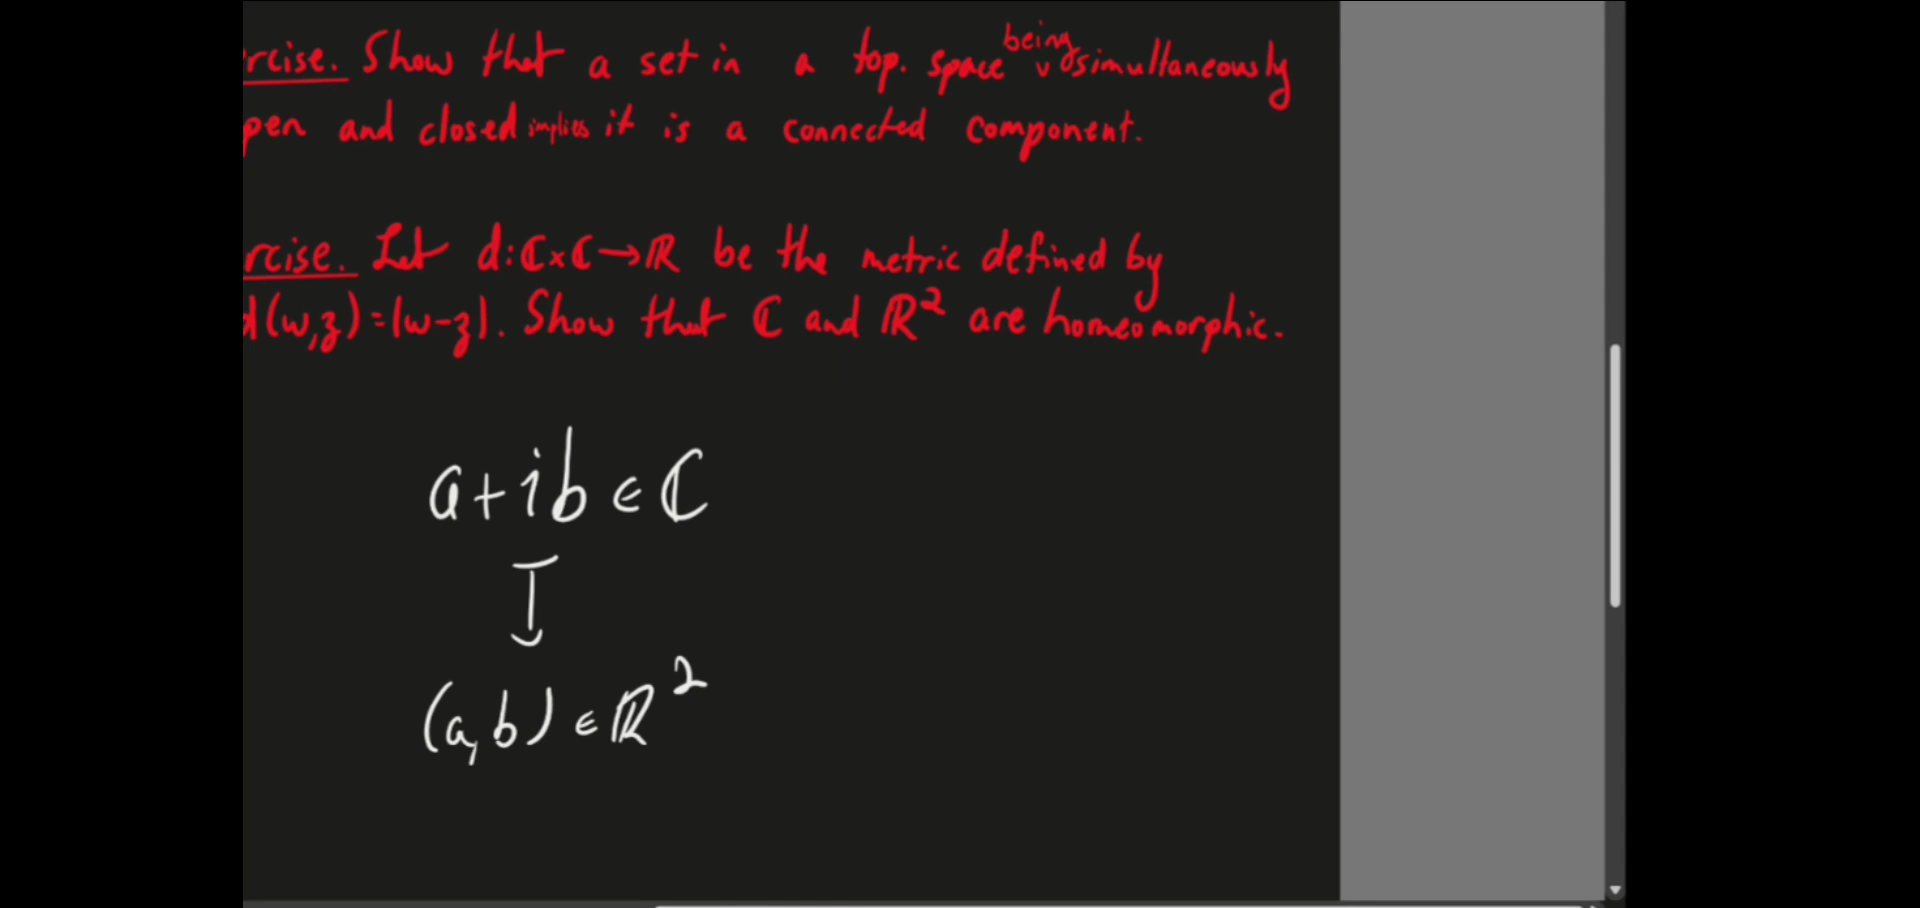 rcise. Show that a set in a top. space being simultaneously
pen and closed implies it is a connected component.
rcise. Let d:ℂ×ℂ→ℝ be the metric defined by
d(w,z)=|w-z|. Show that ℂ and ℝ² are homeomorphic.
a+ib∈ℂ
↧
(a,b)∈ℝ²